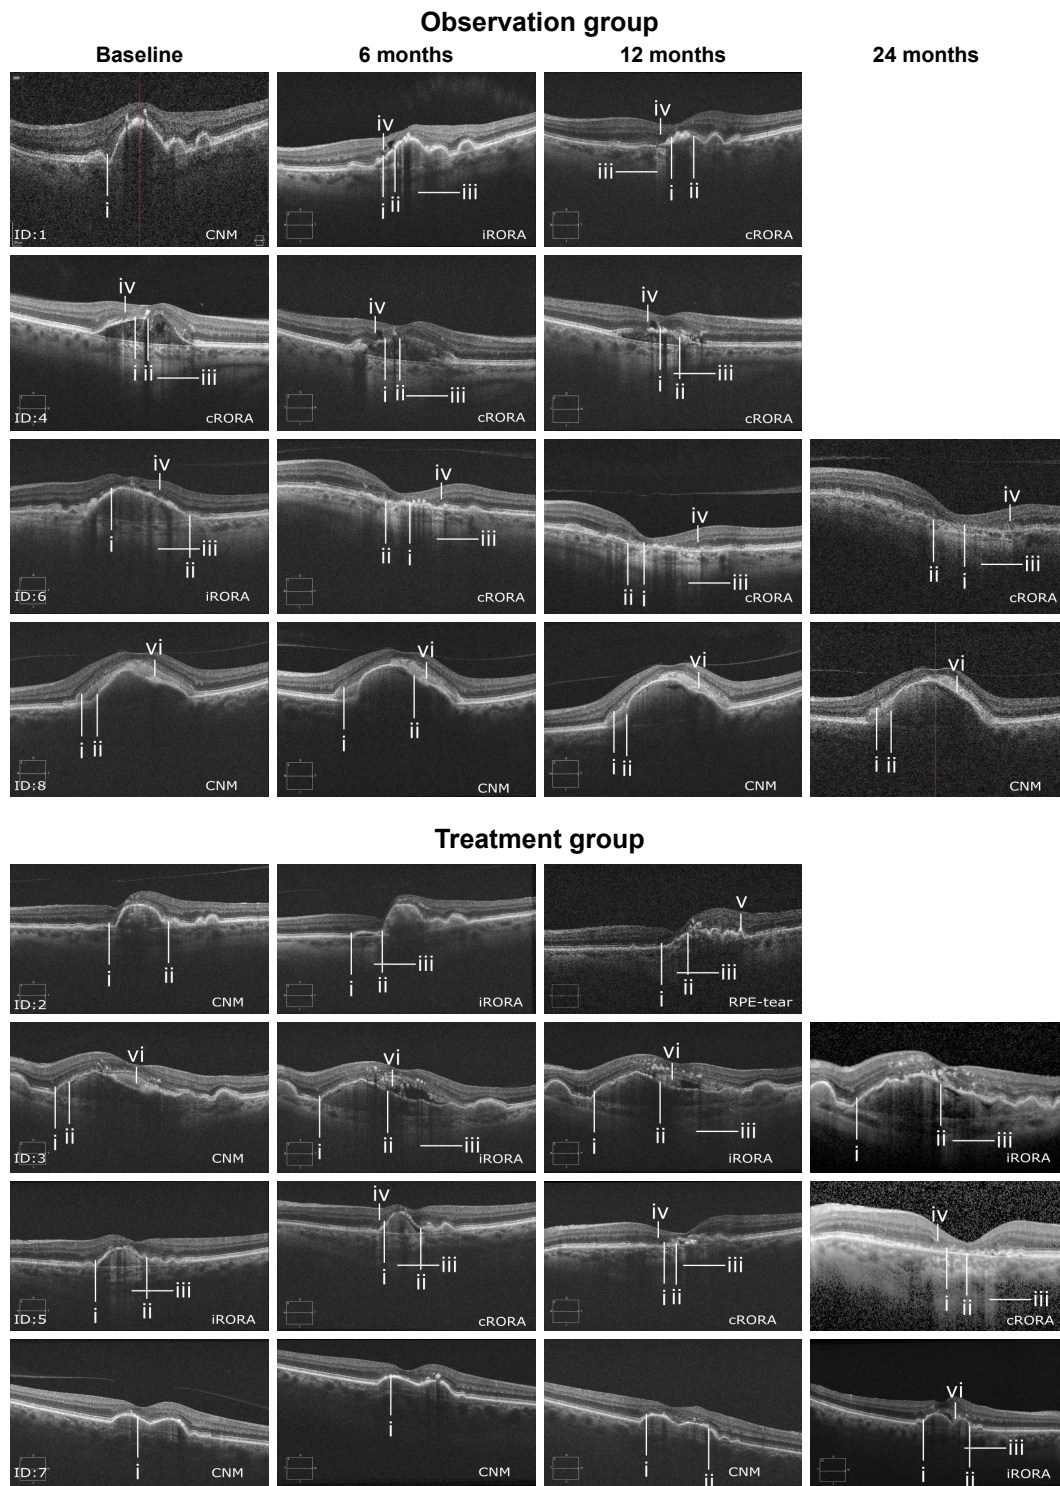 Observation group
Baseline 6 months 12 months 24 months
i
ID:1 CNM
iv
i ii iii
iRORA
iv
iii i ii
cRORA
iv
i ii iii
ID:4 cRORA
iv
i ii iii
cRORA
iv
i ii iii
cRORA
iv
i iii
ii
ID:6 iRORA
iv
ii i iii
cRORA
iv
ii i iii
cRORA
iv
ii i iii
cRORA
vi
i ii
ID:8 CNM
vi
i ii
CNM
vi
i ii
CNM
vi
i ii
CNM
Treatment group
i ii
ID:2 CNM
i ii iii
iRORA
v
i ii iii
RPE-tear
vi
i ii
ID:3 CNM
vi
i ii iii
iRORA
vi
i ii iii
iRORA
i ii iii
iRORA
i ii iii
ID:5 iRORA
iv
i ii iii
cRORA
iv
i ii iii
cRORA
iv
i ii iii
cRORA
i
ID:7 CNM
i
CNM
i ii
CNM
vi
i ii iii
iRORA